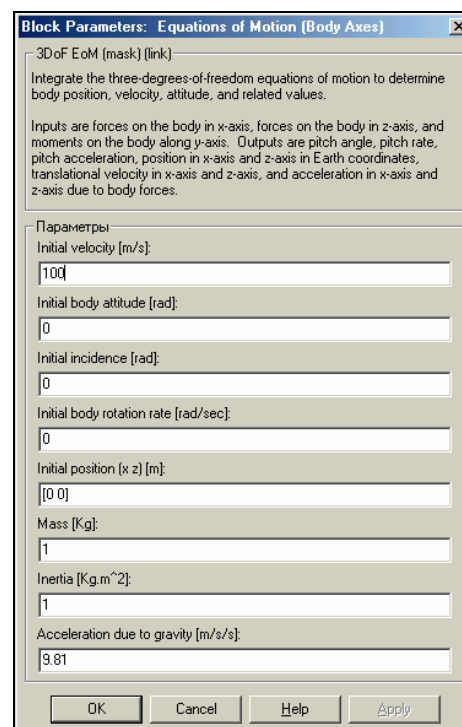 Block Parameters: Equations of Motion (Body Axes)
3DoF EoM (mask) (link)
Integrate the three-degrees-of-freedom equations of motion to determine
body position, velocity, attitude, and related values.
Inputs are forces on the body in x-axis, forces on the body in z-axis, and
moments on the body along y-axis. Outputs are pitch angle, pitch rate,
pitch acceleration, position in x-axis and z-axis in Earth coordinates,
translational velocity in x-axis and z-axis, and acceleration in x-axis and
z-axis due to body forces.
Параметры
Initial velocity [m/s]:
100
Initial body attitude [rad]:
0
Initial incidence [rad]:
0
Initial body rotation rate [rad/sec]:
0
Initial position (x z) [m]:
[0 0]
Mass [Kg]:
1
Inertia [Kg.m^2]:
1
Acceleration due to gravity [m/s/s]:
9.81
OK Cancel Help Apply